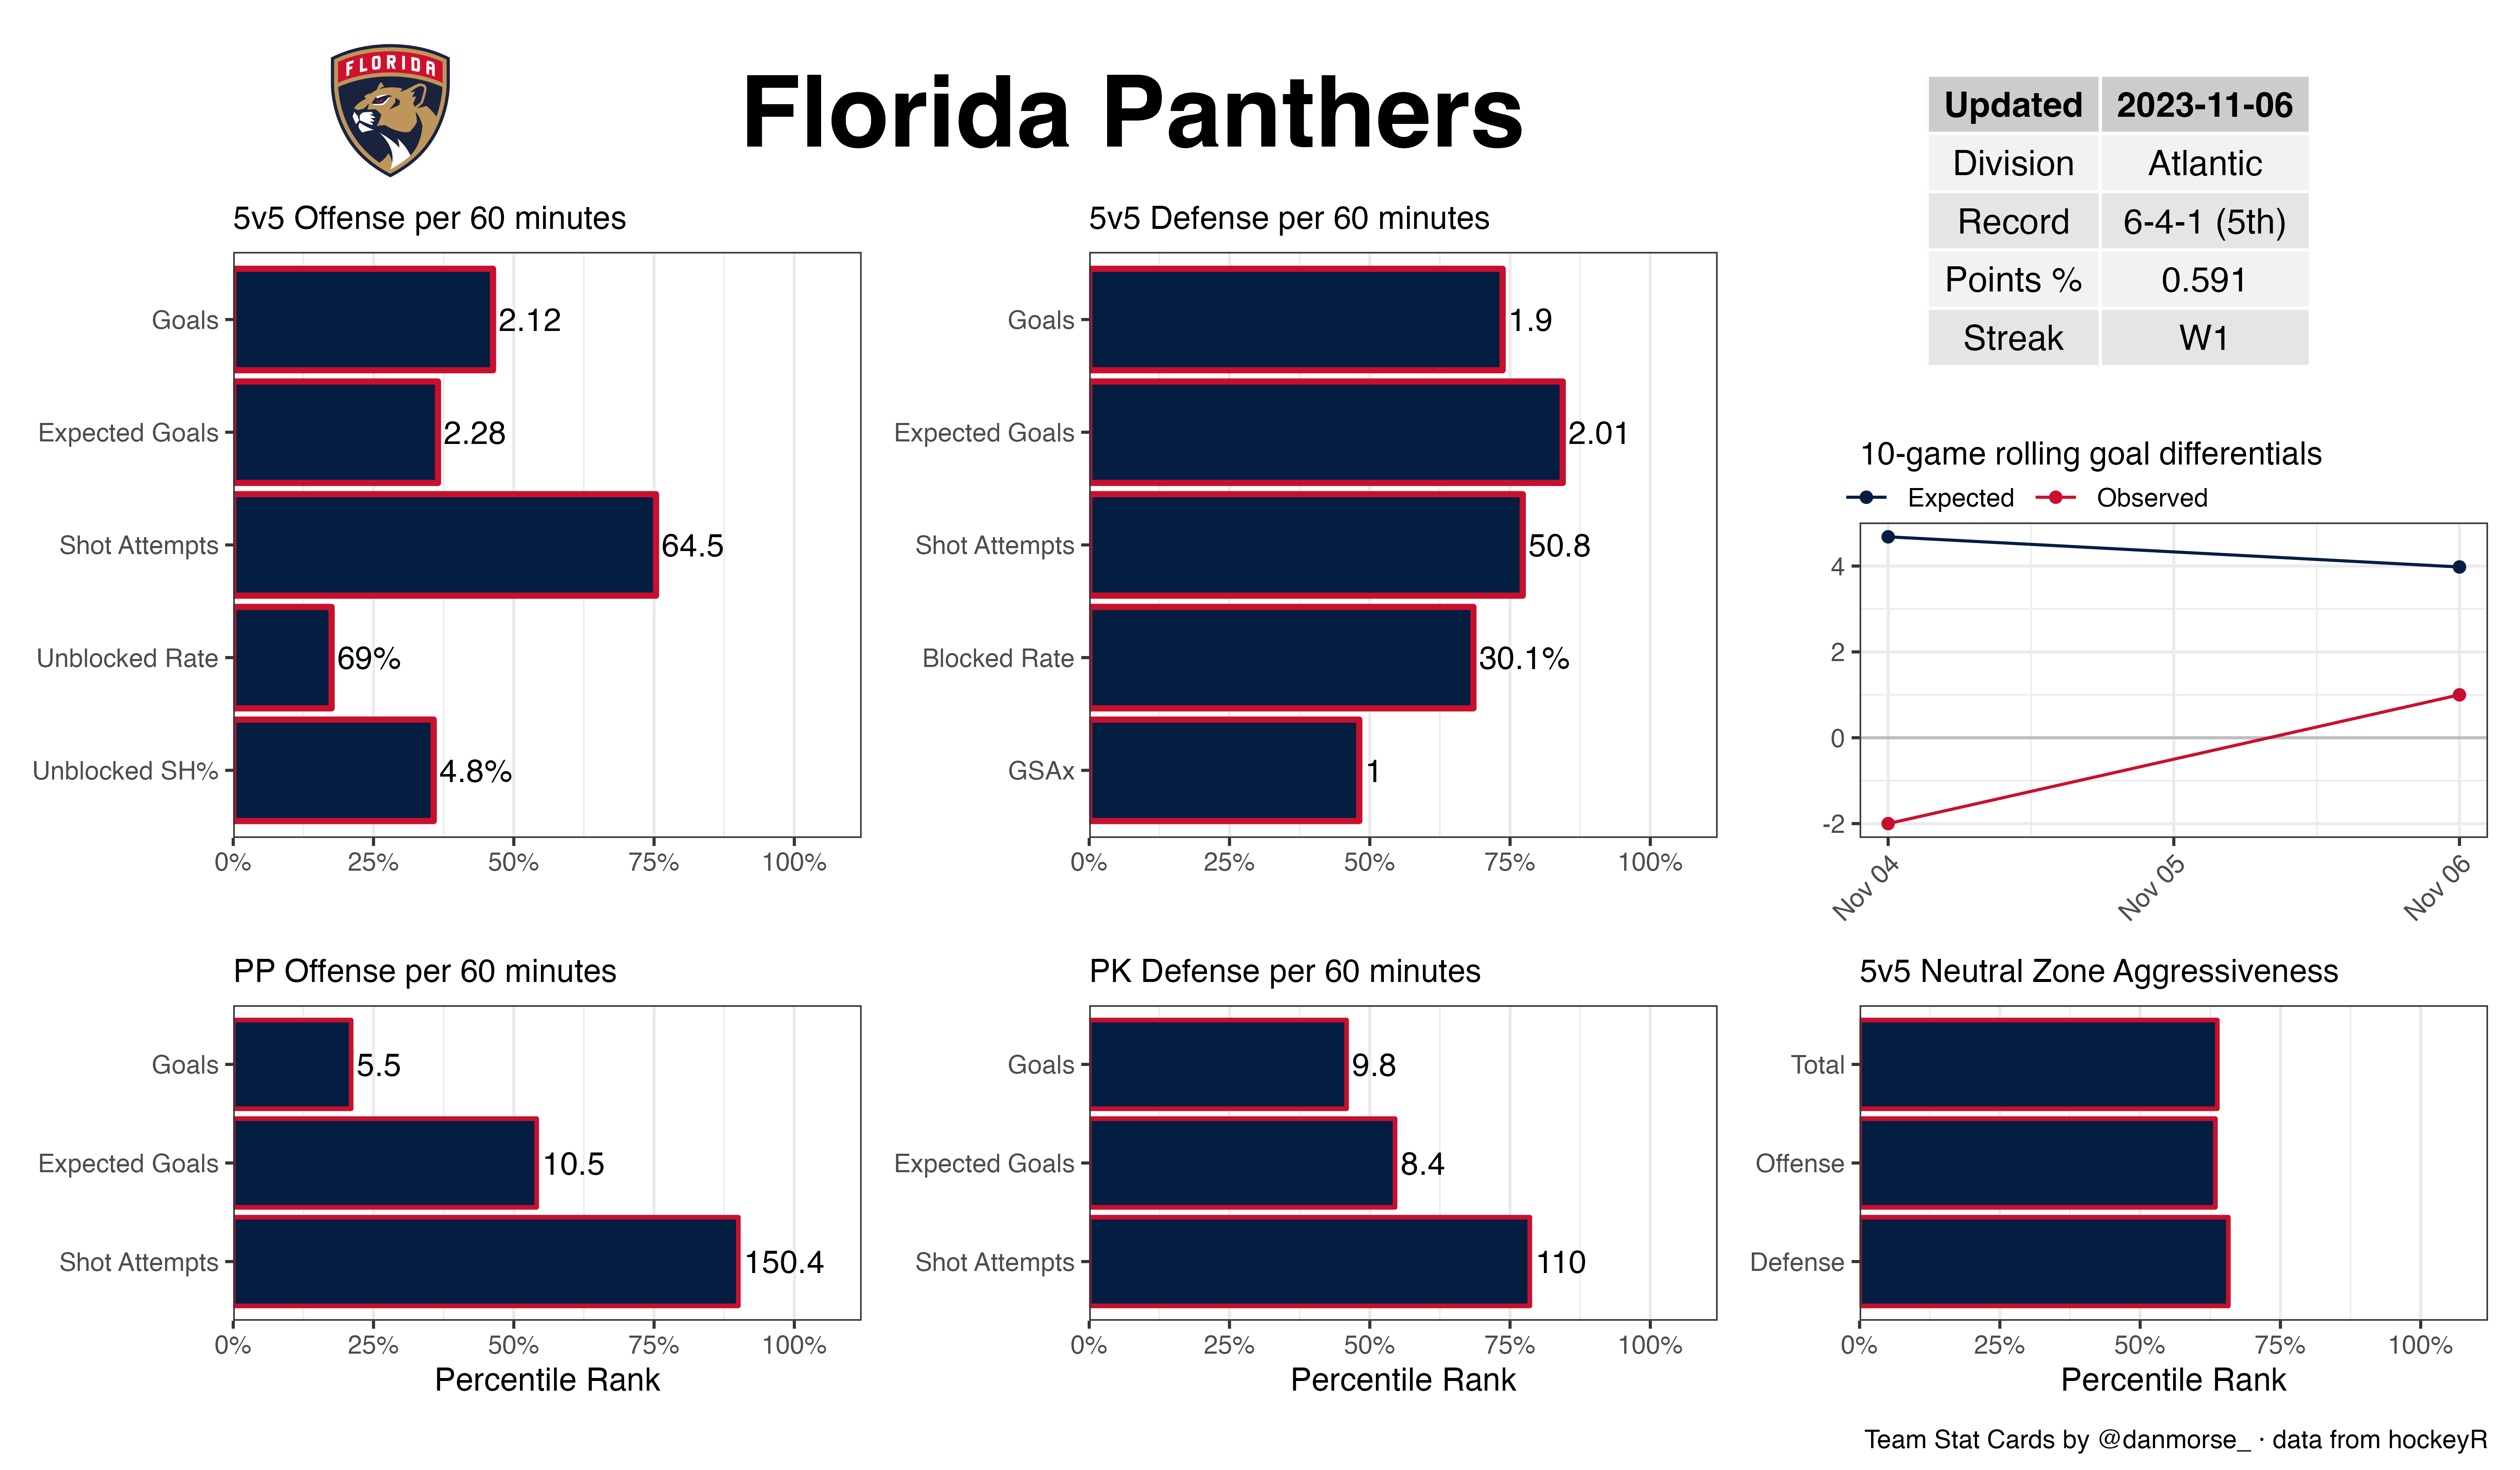 FLORIDA
Florida Panthers
Updated 2023-11-06
Division Atlantic
Record 6-4-1 (5th)
Points % 0.591
Streak W1
5v5 Offense per 60 minutes
Goals 2.12
Expected Goals 2.28
Shot Attempts 64.5
Unblocked Rate 69%
Unblocked SH% 4.8%
0% 25% 50% 75% 100%
5v5 Defense per 60 minutes
Goals 1.9
Expected Goals 2.01
Shot Attempts 50.8
Blocked Rate 30.1%
GSAx 1
0% 25% 50% 75% 100%
10-game rolling goal differentials
Expected Observed
4
2
0
-2
Nov 04 Nov 05 Nov 06
PP Offense per 60 minutes
Goals 5.5
Expected Goals 10.5
Shot Attempts 150.4
0% 25% 50% 75% 100%
Percentile Rank
PK Defense per 60 minutes
Goals 9.8
Expected Goals 8.4
Shot Attempts 110
0% 25% 50% 75% 100%
Percentile Rank
5v5 Neutral Zone Aggressiveness
Total
Offense
Defense
0% 25% 50% 75% 100%
Percentile Rank
Team Stat Cards by @danmorse_ · data from hockeyR